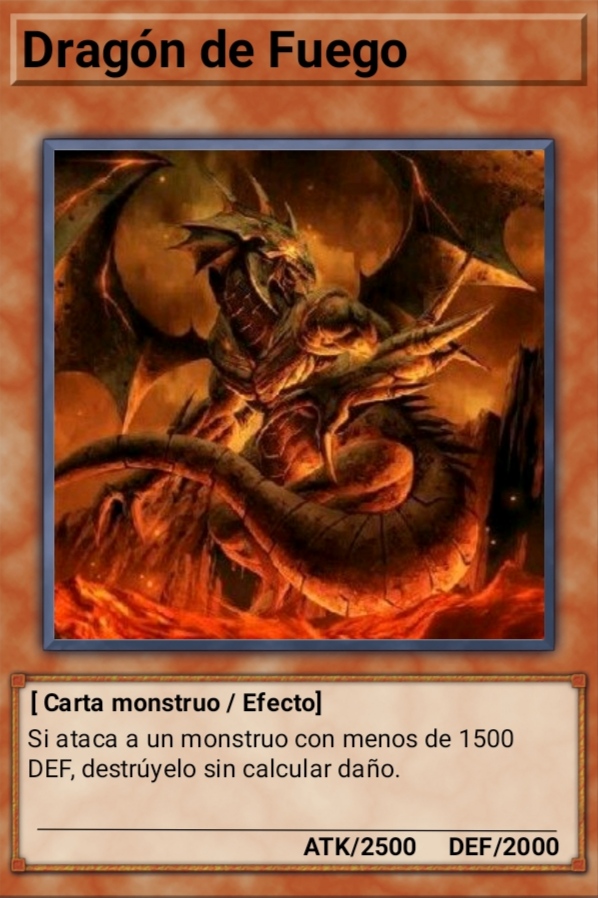 Dragón de Fuego
[ Carta monstruo / Efecto]
Si ataca a un monstruo con menos de 1500
DEF, destrúyelo sin calcular daño.
ATK/2500 DEF/2000